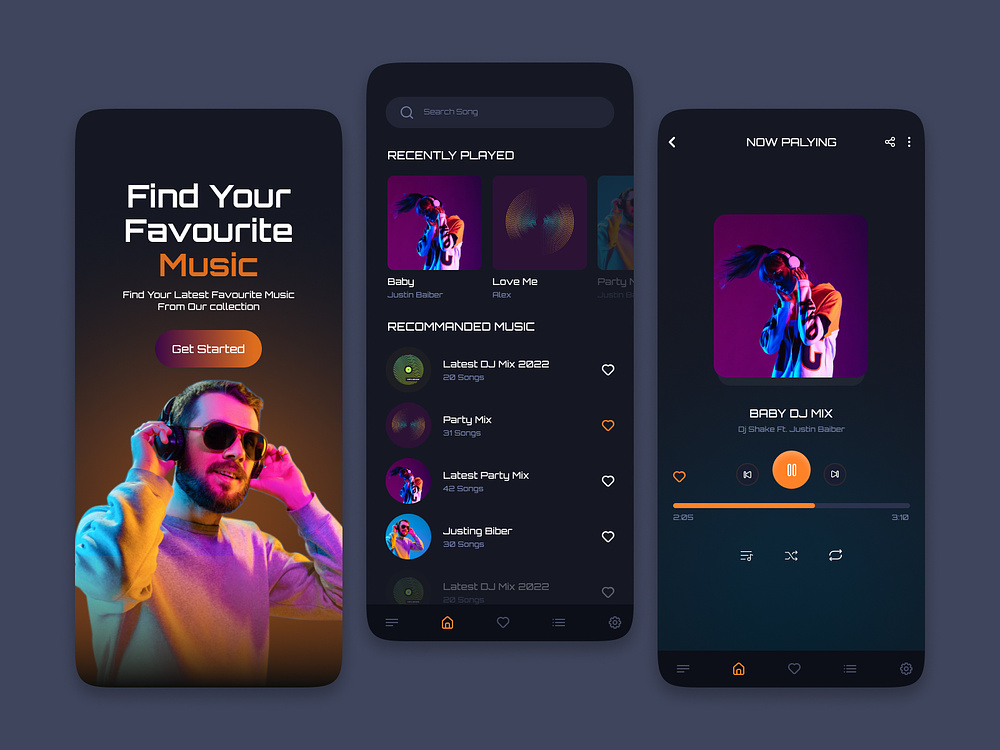 Find Your
Favourite
Music
Find Your Latest Favourite Music
From Our collection
Get Started
Search Song
RECENTLY PLAYED
Baby
Justin Baiber
Love Me
Alex
Party M
Justin B
RECOMMANDED MUSIC
Latest DJ Mix 2022
20 Songs
Party Mix
31 Songs
Latest Party Mix
42 Songs
Justing Biber
30 Songs
Latest DJ Mix 2022
20 Songs
NOW PALYING
BABY DJ MIX
Dj Shake Ft. Justin Baiber
2:05
3:10